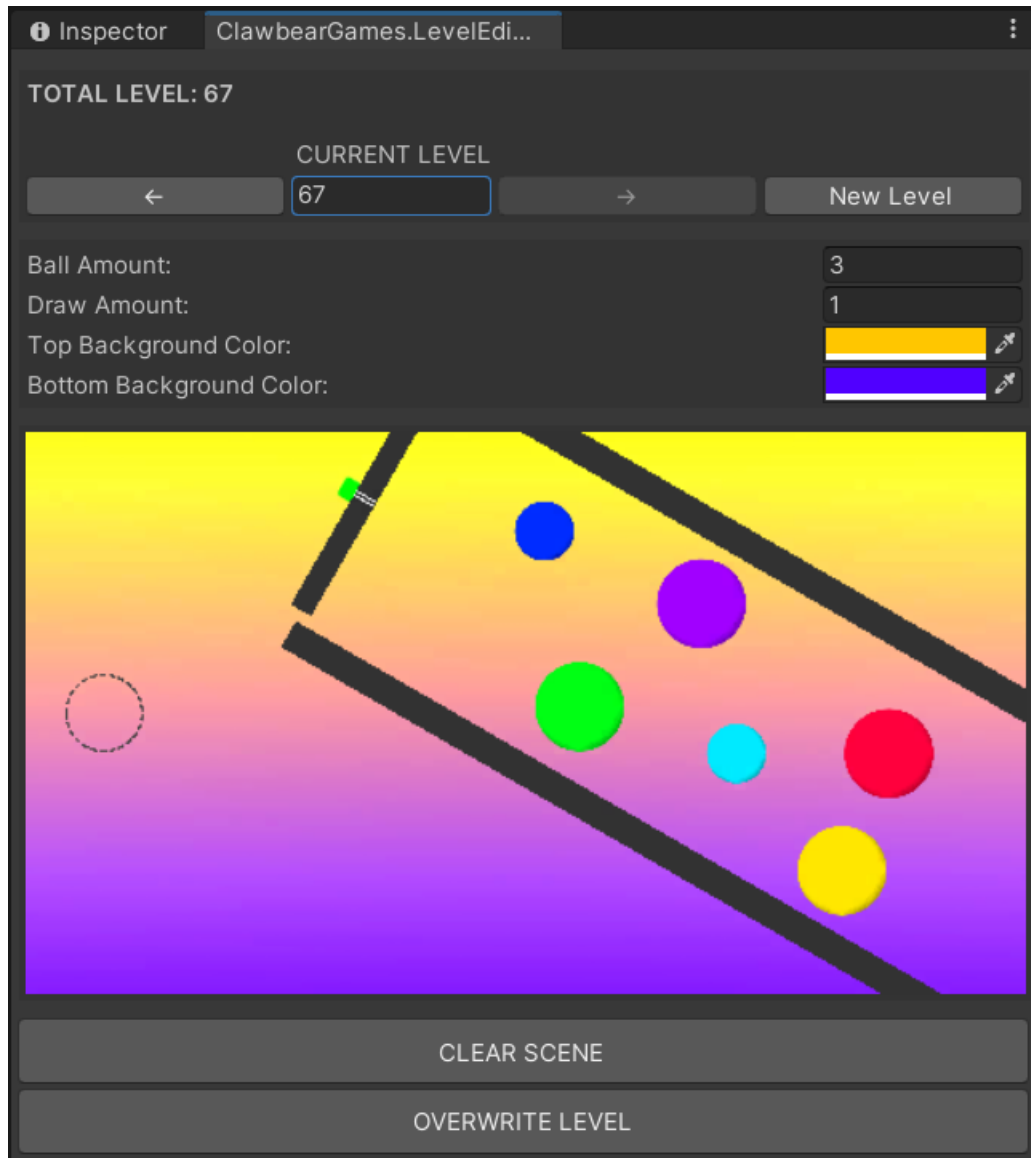 Inspector ClawbearGames.LevelEdi...
TOTAL LEVEL: 67
CURRENT LEVEL
← 67 → New Level
Ball Amount: 3
Draw Amount: 1
Top Background Color:
Bottom Background Color:
CLEAR SCENE
OVERWRITE LEVEL